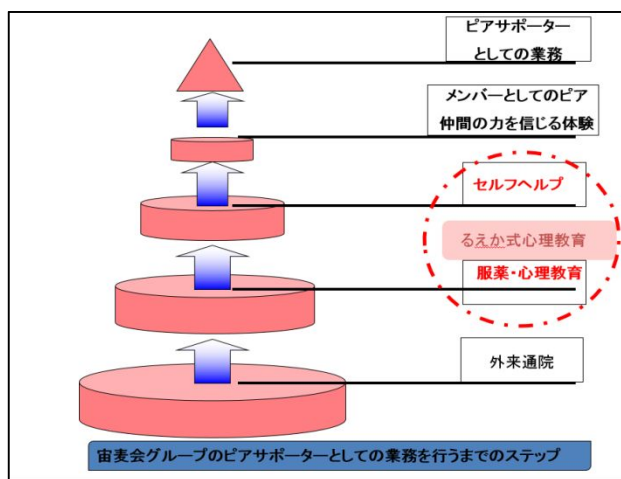 ピアサポーター
としての業務
メンバーとしてのピア
仲間の力を信じる体験
セルフヘルプ
るえか式心理教育
服薬・心理教育
外来通院
宙麦会グループのピアサポーターとしての業務を行うまでのステップ